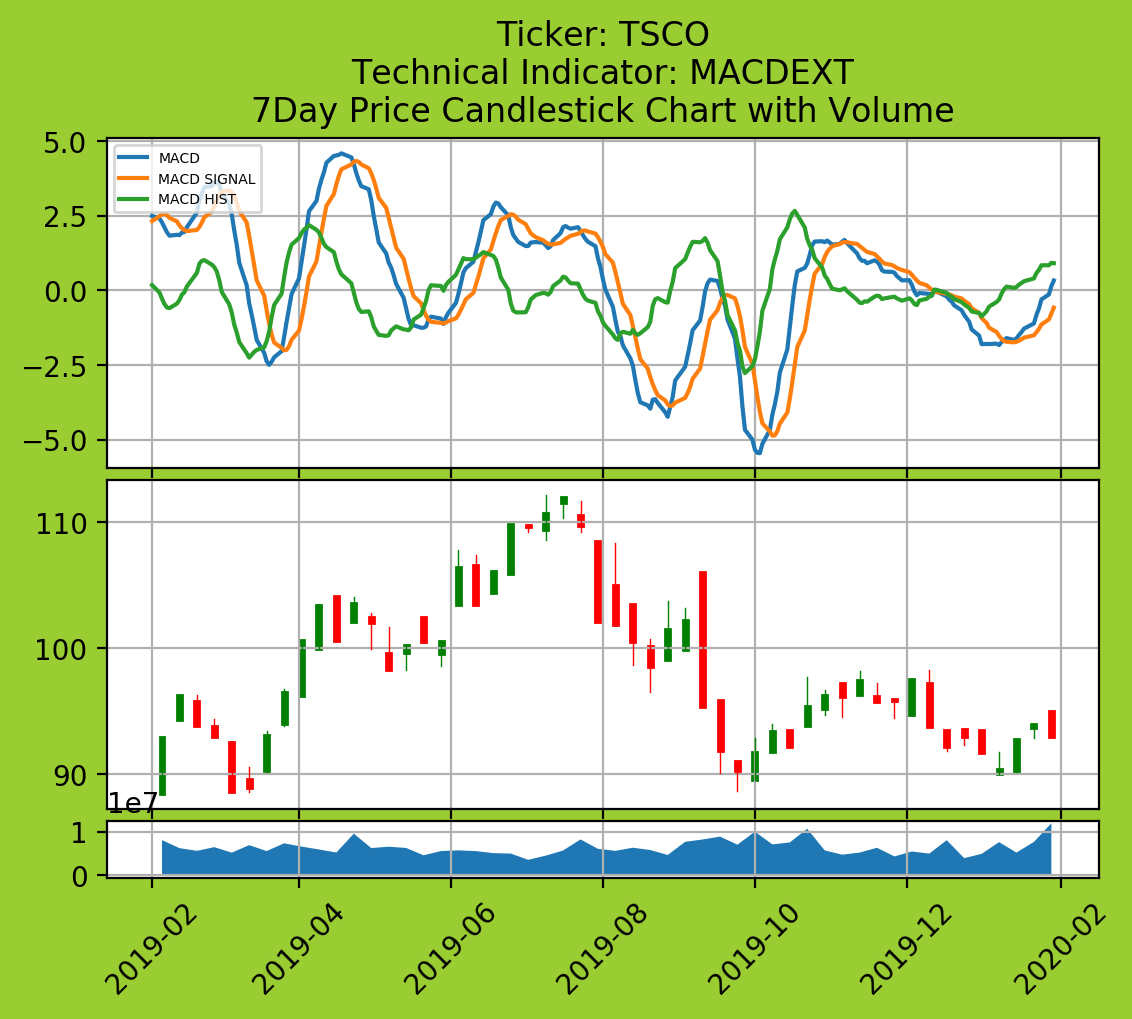 Ticker: TSCO
Technical Indicator: MACDEXT
7Day Price Candlestick Chart with Volume
5.0
MACD
MACD SIGNAL
MACD HIST
2.5
0.0
−2.5
−5.0
110
100
90
1e7
1
0
2019-02
2019-04
2019-06
2019-08
2019-10
2019-12
2020-02